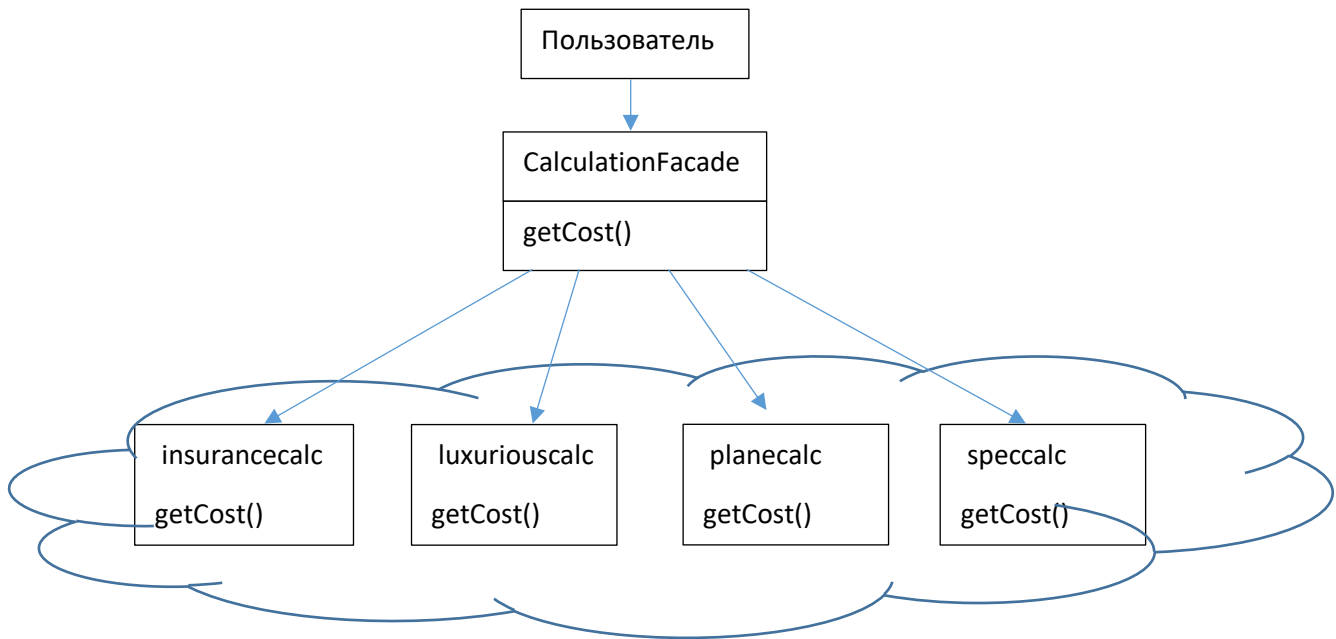 Пользователь
CalculationFacade
getCost()
insurancecalc
getCost()
luxuriouscalc
getCost()
planecalc
getCost()
speccalc
getCost()